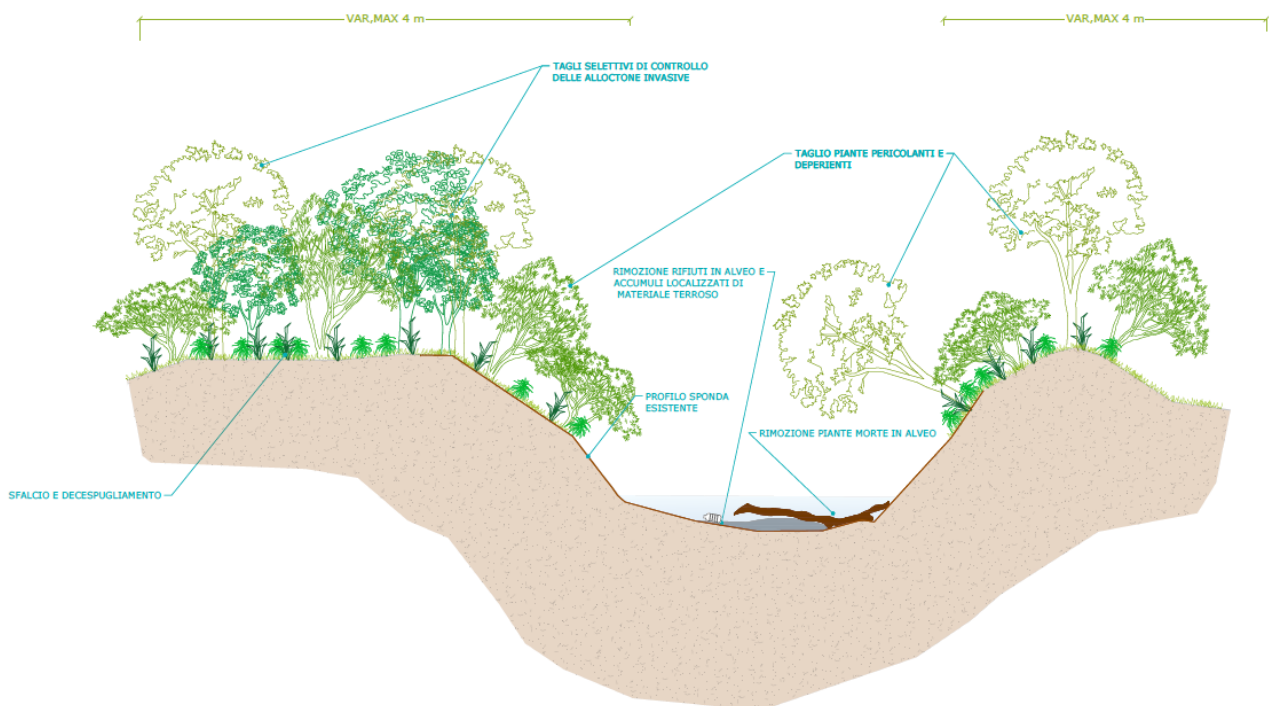 VAR,MAX 4 m
VAR,MAX 4 m
TAGLI SELETTIVI DI CONTROLLO
DELLE ALLOCTONE INVASIVE
TAGLIO PIANTE PERICOLANTI E
DEPERIENTI
RIMOZIONE RIFIUTI IN ALVEO E
ACCUMULI LOCALIZZATI DI
MATERIALE TERROSO
PROFILO SPONDA
ESISTENTE
RIMOZIONE PIANTE MORTE IN ALVEO
SFALCIO E DECESPUGLIAMENTO